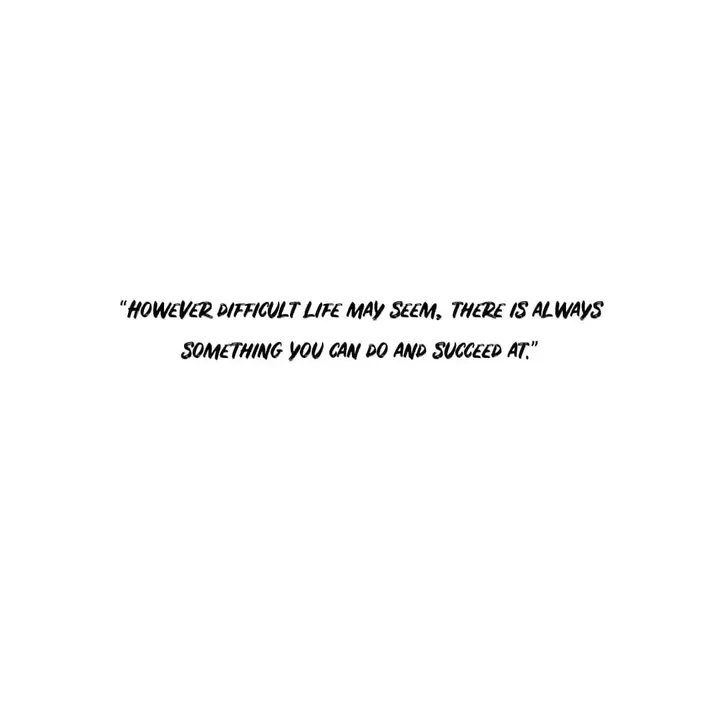 "HOWEVER DIFFICULT LIFE MAY SEEM, THERE IS ALWAYS
SOMETHING YOU CAN DO AND SUCCEED AT."